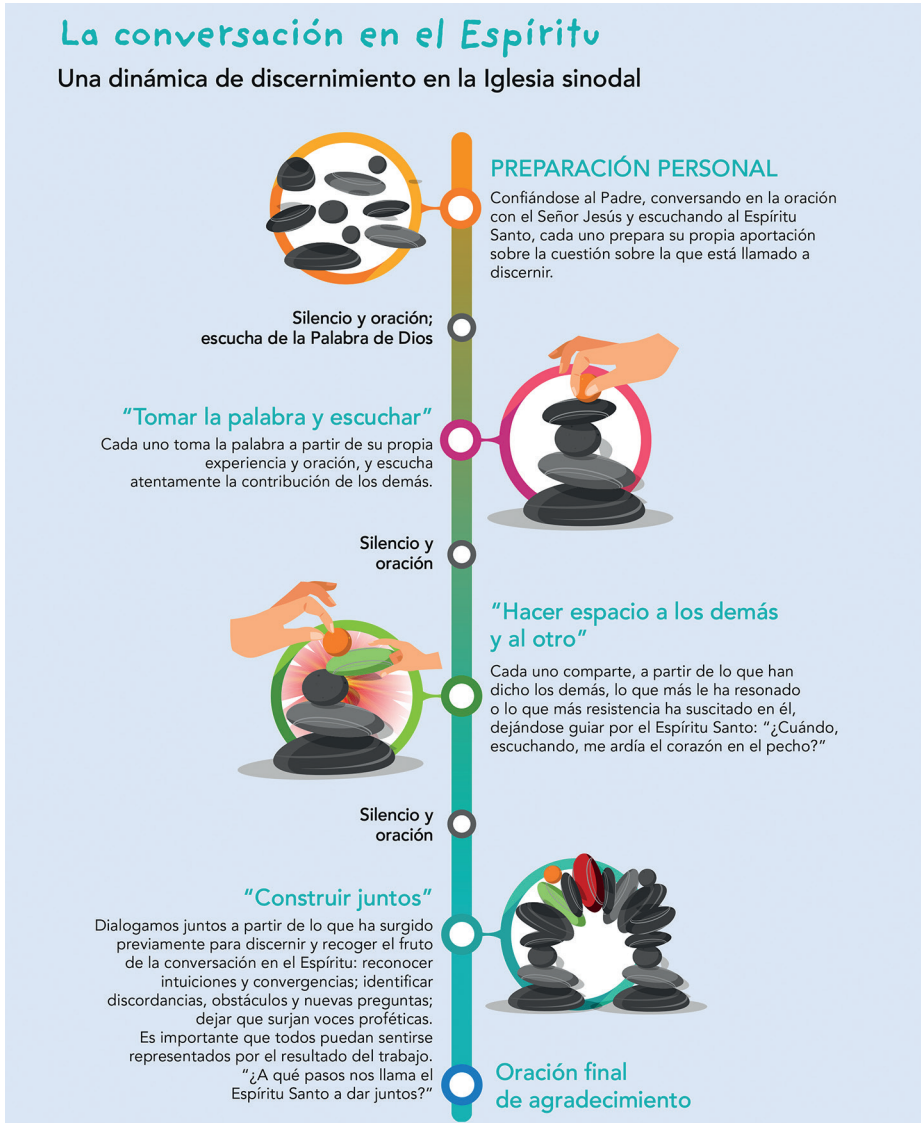 La conversación en el Espíritu
Una dinámica de discernimiento en la Iglesia sinodal
PREPARACIÓN PERSONAL
Confiándose al Padre, conversando en la oración
con el Señor Jesús y escuchando al Espíritu
Santo, cada uno prepara su propia aportación
sobre la cuestión sobre la que está llamado a
discernir.
Silencio y oración;
escucha de la Palabra de Dios
“Tomar la palabra y escuchar”
Cada uno toma la palabra a partir de su propia
experiencia y oración, y escucha
atentamente la contribución de los demás.
Silencio y
oración
“Hacer espacio a los demás
y al otro”
Cada uno comparte, a partir de lo que han
dicho los demás, lo que más le ha resonado
o lo que más resistencia ha suscitado en él,
dejándose guiar por el Espíritu Santo: “¿Cuándo,
escuchando, me ardía el corazón en el pecho?”
Silencio y
oración
“Construir juntos”
Dialogamos juntos a partir de lo que ha surgido
previamente para discernir y recoger el fruto
de la conversación en el Espíritu: reconocer
intuiciones y convergencias; identificar
discordancias, obstáculos y nuevas preguntas;
dejar que surjan voces proféticas.
Es importante que todos puedan sentirse
representados por el resultado del trabajo.
“¿A qué pasos nos llama el
Espíritu Santo a dar juntos?”
Oración final
de agradecimiento